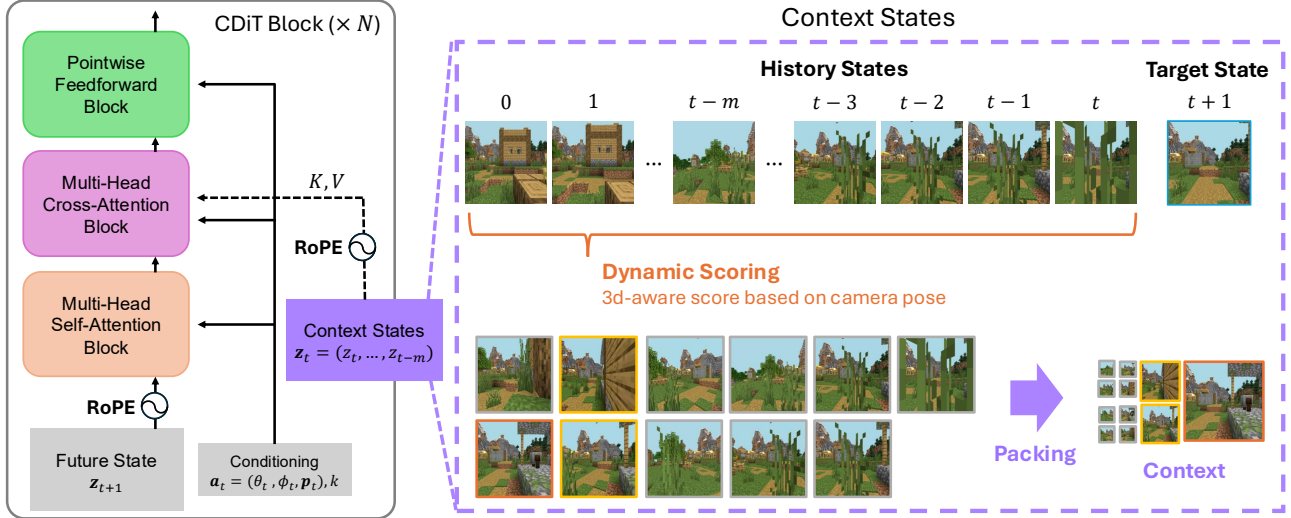 CDiT Block (× N)
Pointwise
Feedforward
Block
Multi-Head
Cross-Attention
Block
Multi-Head
Self-Attention
Block
K, V
RoPE
RoPE
Context States
z_t = (z_t, ..., z_{t−m})
Future State
z_{t+1}
Conditioning
a_t = (θ_t, ϕ_t, p_t), k
Context States
History States
Target State
0 1 t − m t − 3 t − 2 t − 1 t t + 1
... ...
Dynamic Scoring
3d-aware score based on camera pose
Packing
Context